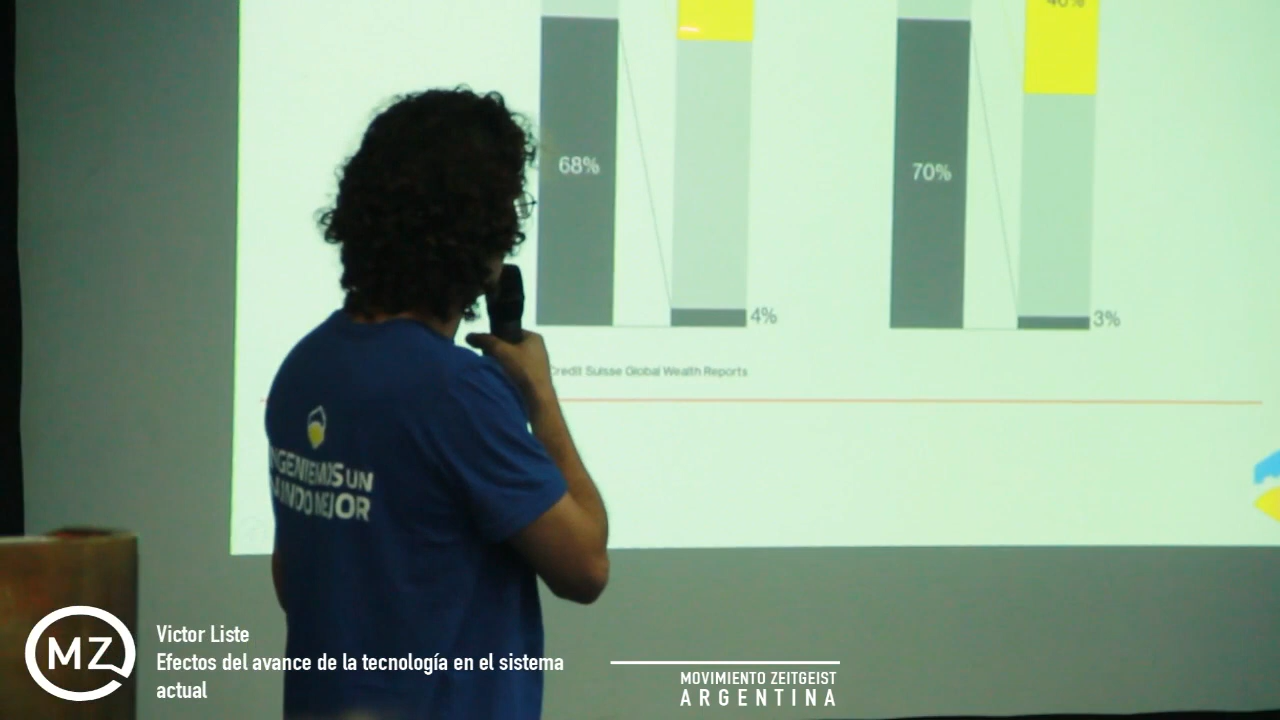 46%
68%
70%
4%
3%
Credit Suisse Global Wealth Reports
UN
MUNDO MEJOR
MZ
Victor Liste
Efectos del avance de la tecnología en el sistema
actual
MOVIMIENTO ZEITGEIST
ARGENTINA